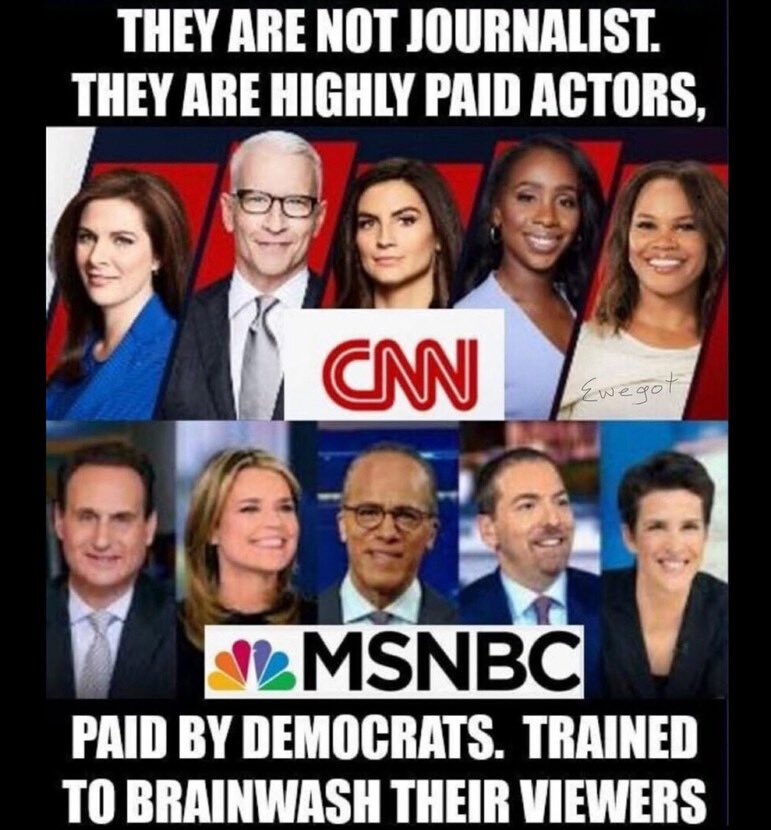 THEY ARE NOT JOURNALIST.
THEY ARE HIGHLY PAID ACTORS,
CNN
Ewegot
MSNBC
PAID BY DEMOCRATS. TRAINED
TO BRAINWASH THEIR VIEWERS